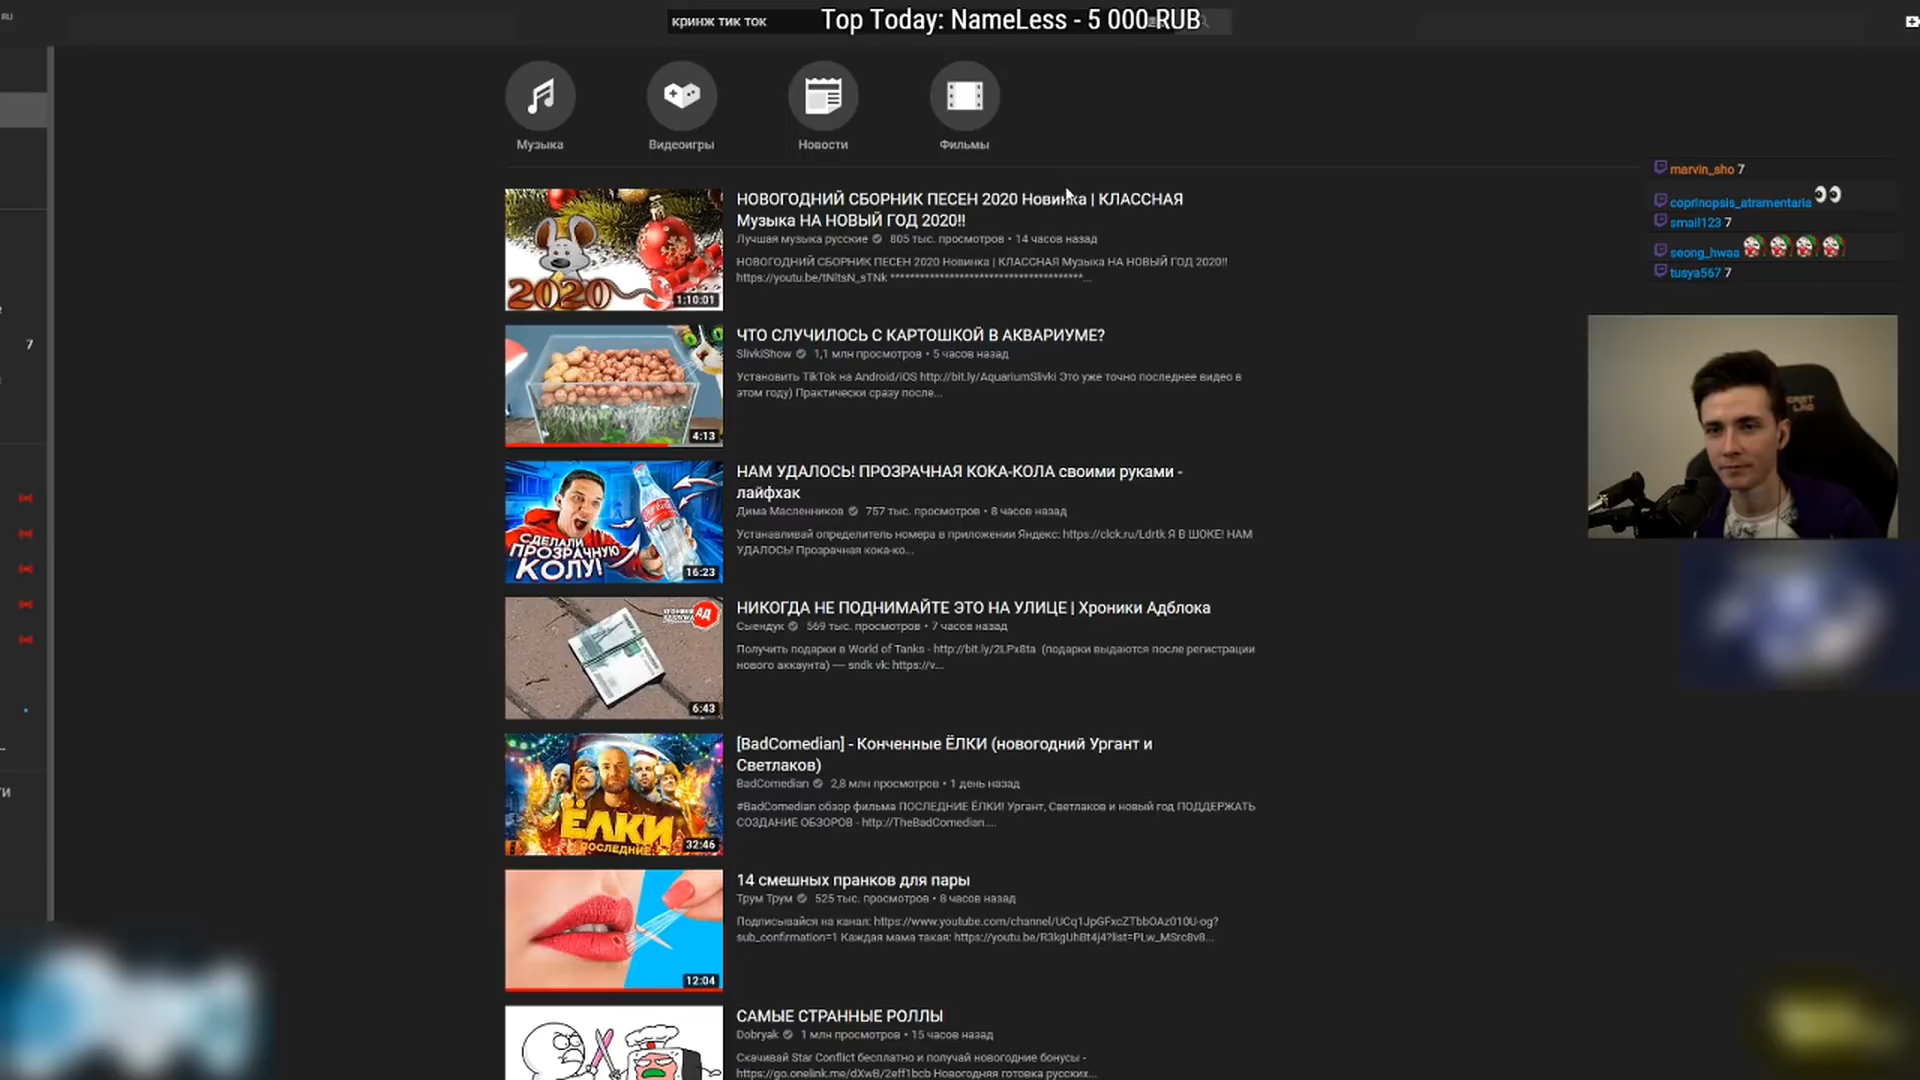 RU
кринж тик ток
Top Today: NameLess - 5 000 RUB
Музыка
Видеоигры
Новости
Фильмы
marvin_sho 7
coprinopsis_atramentaria
smail123 7
seong_hwaa
tusya567 7
НОВОГОДНИЙ СБОРНИК ПЕСЕН 2020 Новинка | КЛАССНАЯ
Музыка НА НОВЫЙ ГОД 2020!!
Лучшая музыка русские 805 тыс. просмотров • 14 часов назад
НОВОГОДНИЙ СБОРНИК ПЕСЕН 2020 Новинка | КЛАССНАЯ Музыка НА НОВЫЙ ГОД 2020!!
2020
1:10:01
ЧТО СЛУЧИЛОСЬ С КАРТОШКОЙ В АКВАРИУМЕ?
SlivkiShow 1,1 млн просмотров • 5 часов назад
Установить TikTok на Android/iOS http://bit.ly/AquariumSlivki Это уже точно последнее видео в
этом году) Практически сразу после...
4:13
7
НАМ УДАЛОСЬ! ПРОЗРАЧНАЯ КОКА-КОЛА своими руками -
лайфхак
Дима Масленников 757 тыс. просмотров • 8 часов назад
Устанавливай определитель номера в приложении Яндекс: https://clck.ru/Ldrtk Я В ШОКЕ! НАМ
УДАЛОСЬ! Прозрачная кока-ко...
СДЕЛАЛИ
ПРОЗРАЧНУЮ
КОЛУ!
16:23
НИКОГДА НЕ ПОДНИМАЙТЕ ЭТО НА УЛИЦЕ | Хроники Адблока
Сыендук 569 тыс. просмотров • 7 часов назад
Получить подарки в World of Tanks - http://bit.ly/2LPx8ta (подарки выдаются после регистрации
нового аккаунта) — sndk vk: https://v...
АД
6:43
[BadComedian] - Конченные ЁЛКИ (новогодний Ургант и
Светлаков)
BadComedian 2,8 млн просмотров • 1 день назад
#BadComedian обзор фильма ПОСЛЕДНИЕ ЁЛКИ! Ургант, Светлаков и новый год ПОДДЕРЖАТЬ
СОЗДАНИЕ ОБЗОРОВ - http://TheBadComedian....
ЁЛКИ
ПОСЛЕДНИЕ
32:46
14 смешных пранков для пары
Трум Трум 525 тыс. просмотров • 8 часов назад
Подписывайся на канал: https://www.youtube.com/channel/UCq1JpGFxcZTbbOAz010U-og?
sub_confirmation=1 Каждая мама такая: https://youtu.be/R3kgUhBt4j4?list=PLw_MSrc8v8...
12:04
САМЫЕ СТРАННЫЕ РОЛЛЫ
Dobryak 1 млн просмотров • 15 часов назад
Скачивай Star Conflict бесплатно и получай новогодние бонусы -
https://go.onelink.me/dXwB/2eff1bcb Новогодняя готовка русских...